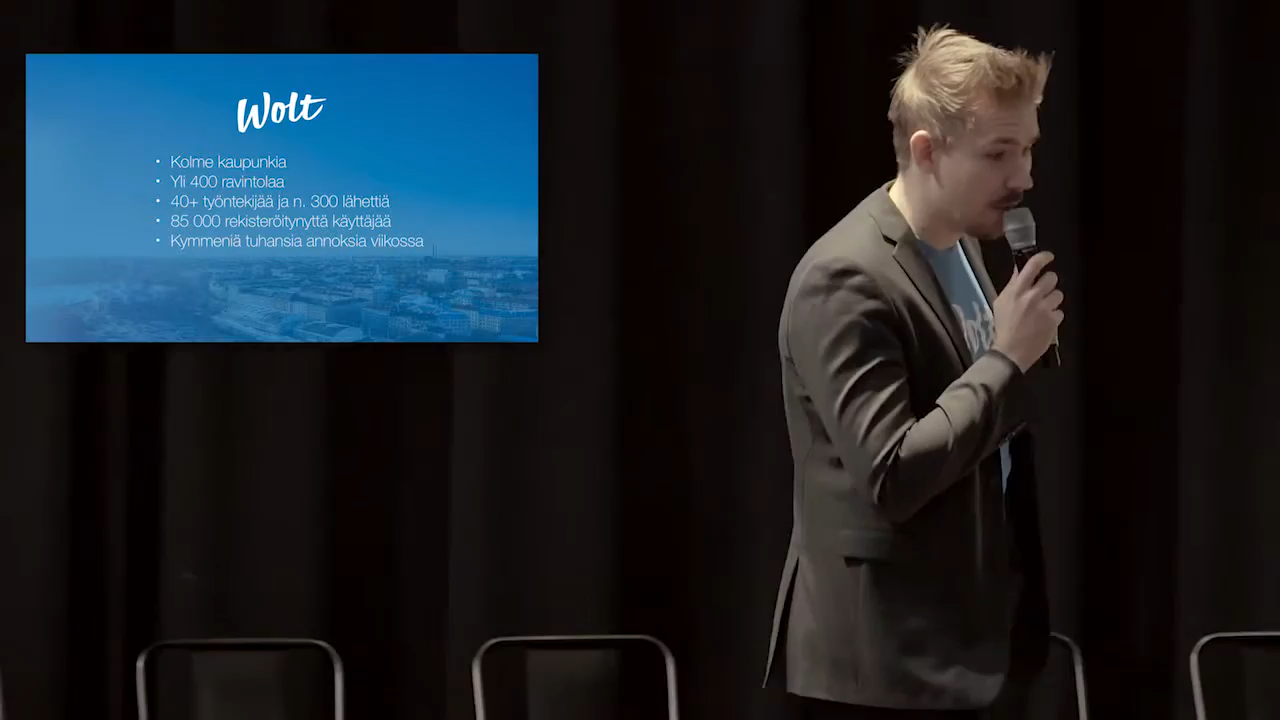 Wolt
• Kolme kaupunkia
• Yli 400 ravintolaa
• 40+ työntekijää ja n. 300 lähettiä
• 85 000 rekisteröitynyttä käyttäjää
• Kymmeniä tuhansia annoksia viikossa